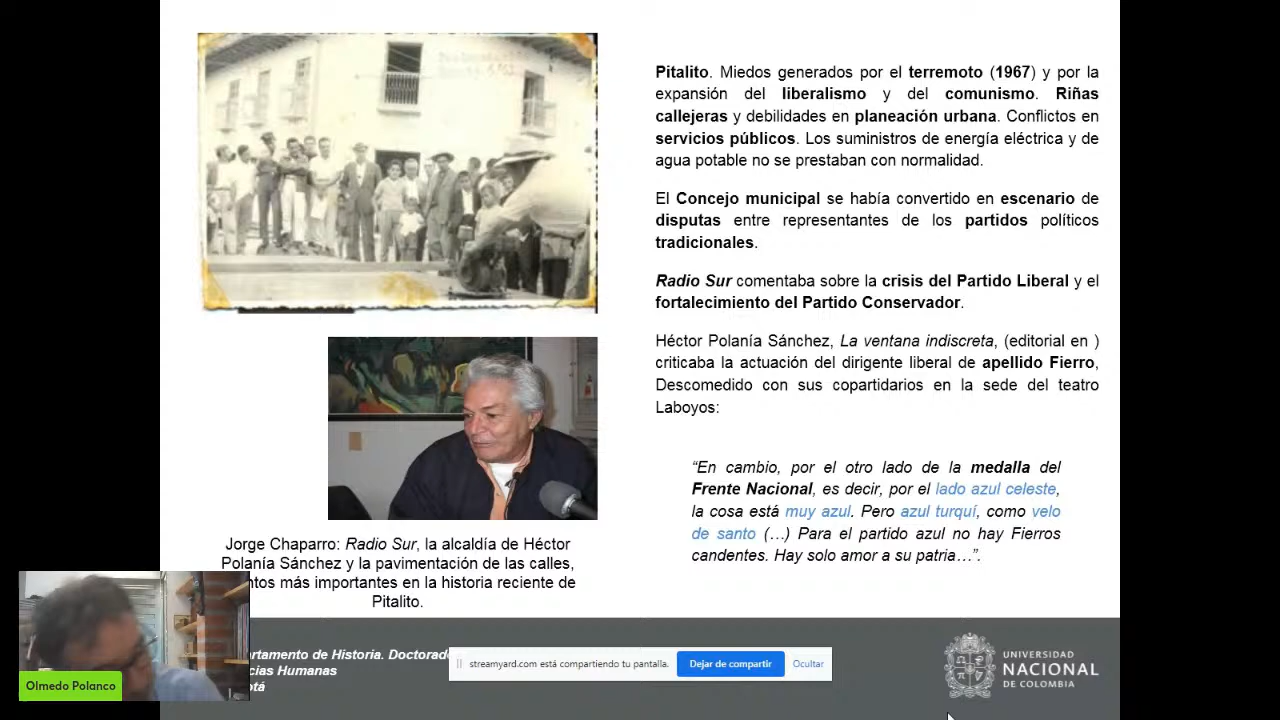 Pitalito. Miedos generados por el terremoto (1967) y por la
expansión del liberalismo y del comunismo. Riñas
callejeras y debilidades en planeación urbana. Conflictos en
servicios públicos. Los suministros de energía eléctrica y de
agua potable no se prestaban con normalidad.
El Concejo municipal se había convertido en escenario de
disputas entre representantes de los partidos políticos
tradicionales.
Radio Sur comentaba sobre la crisis del Partido Liberal y el
fortalecimiento del Partido Conservador.
Héctor Polanía Sánchez, La ventana indiscreta, (editorial en )
criticaba la actuación del dirigente liberal de apellido Fierro,
Descomedido con sus copartidarios en la sede del teatro
Laboyos:
“En cambio, por el otro lado de la medalla del
Frente Nacional, es decir, por el lado azul celeste,
la cosa está muy azul. Pero azul turquí, como velo
de santo (…) Para el partido azul no hay Fierros
candentes. Hay solo amor a su patria…”.
Jorge Chaparro: Radio Sur, la alcaldía de Héctor
Polanía Sánchez y la pavimentación de las calles,
ntos más importantes en la historia reciente de
Pitalito.
Olmedo Polanco
artamento de Historia. Doctorado
cias Humanas
tá
streamyard.com está compartiendo tu pantalla.
Dejar de compartir
Ocultar
UNIVERSIDAD
NACIONAL
DE COLOMBIA